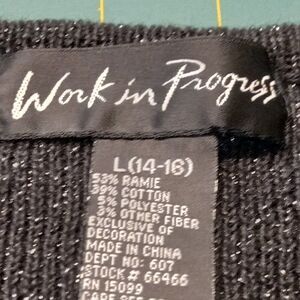 Work in Progress
L (14-16)
53% RAMIE
39% COTTON
5% POLYESTER
3% OTHER FIBER
EXCLUSIVE OF
DECORATION
MADE IN CHINA
DEPT NO: 607
STOCK # 66466
RN 15099
CARE